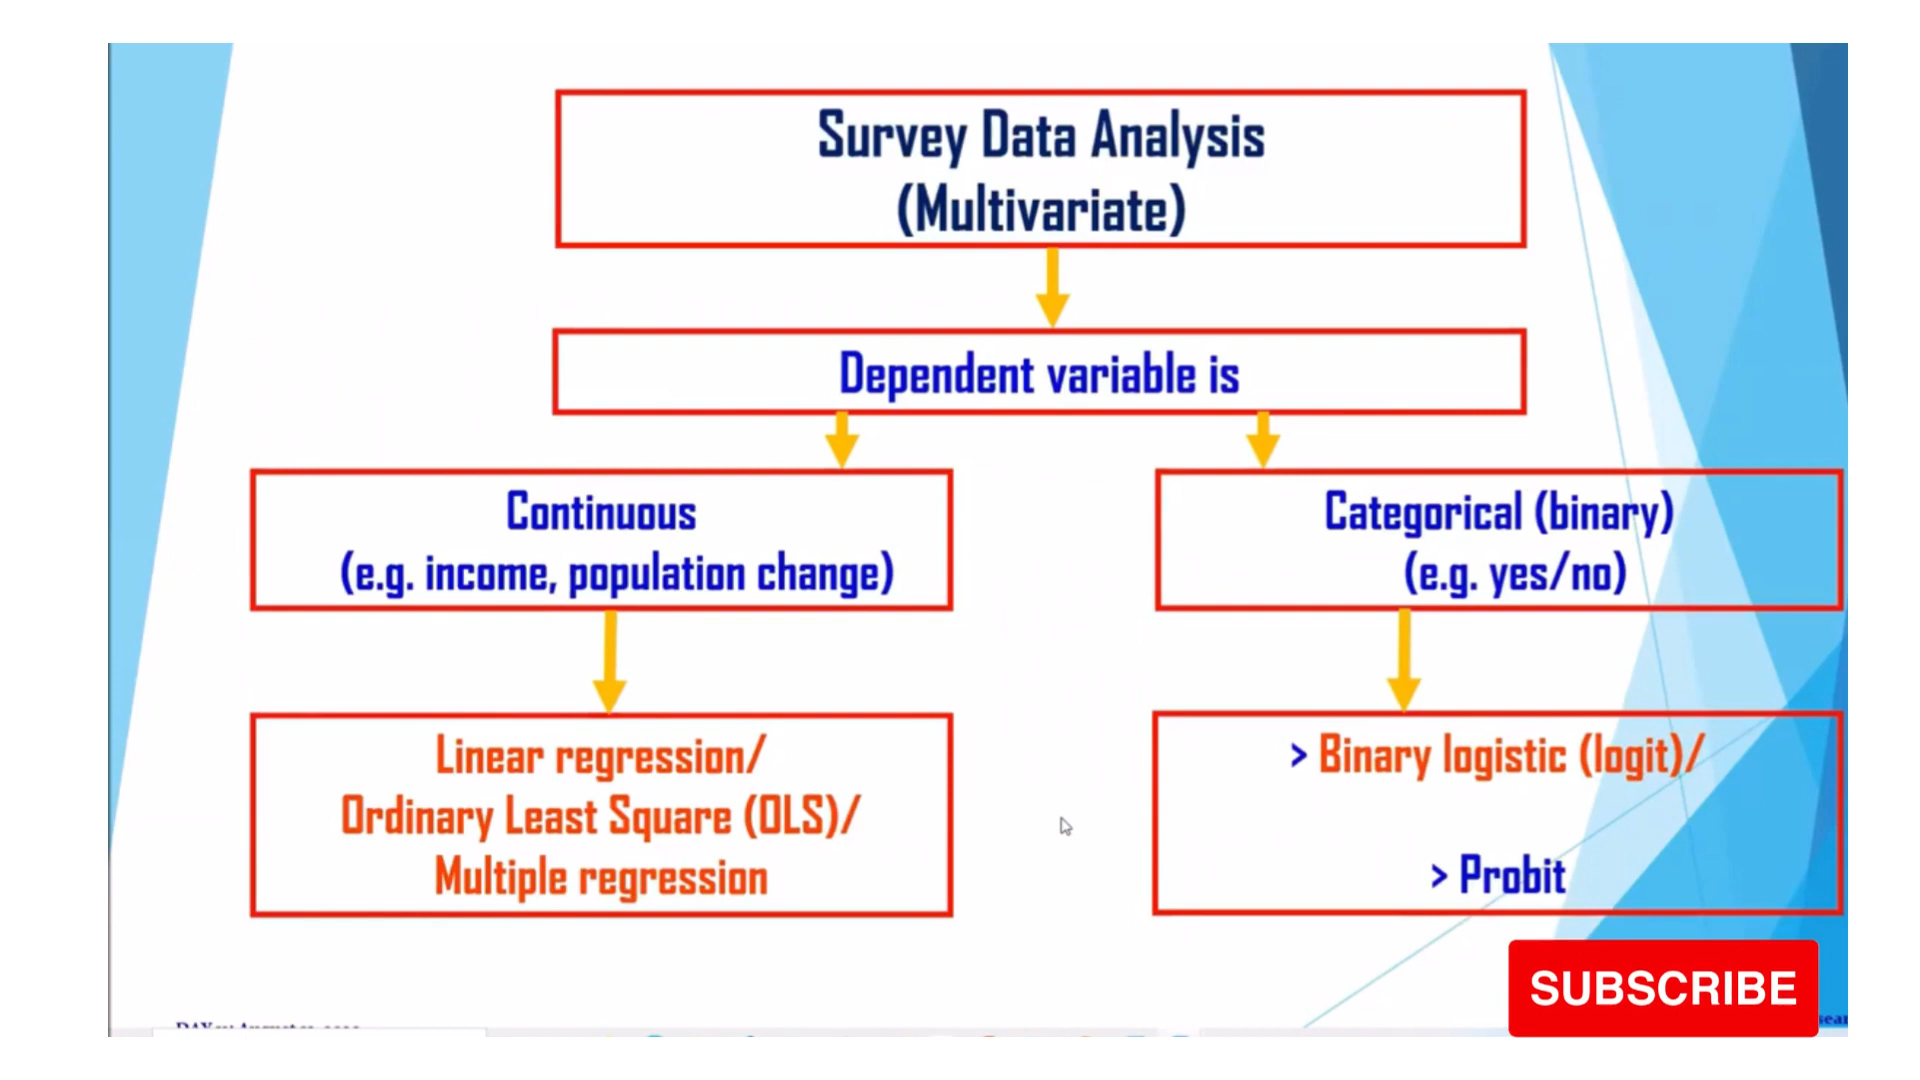 Survey Data Analysis
(Multivariate)
Dependent variable is
Continuous
(e.g. income, population change)
Categorical (binary)
(e.g. yes/no)
Linear regression/
Ordinary Least Square (OLS)/
Multiple regression
> Binary logistic (logit)/
> Probit
SUBSCRIBE